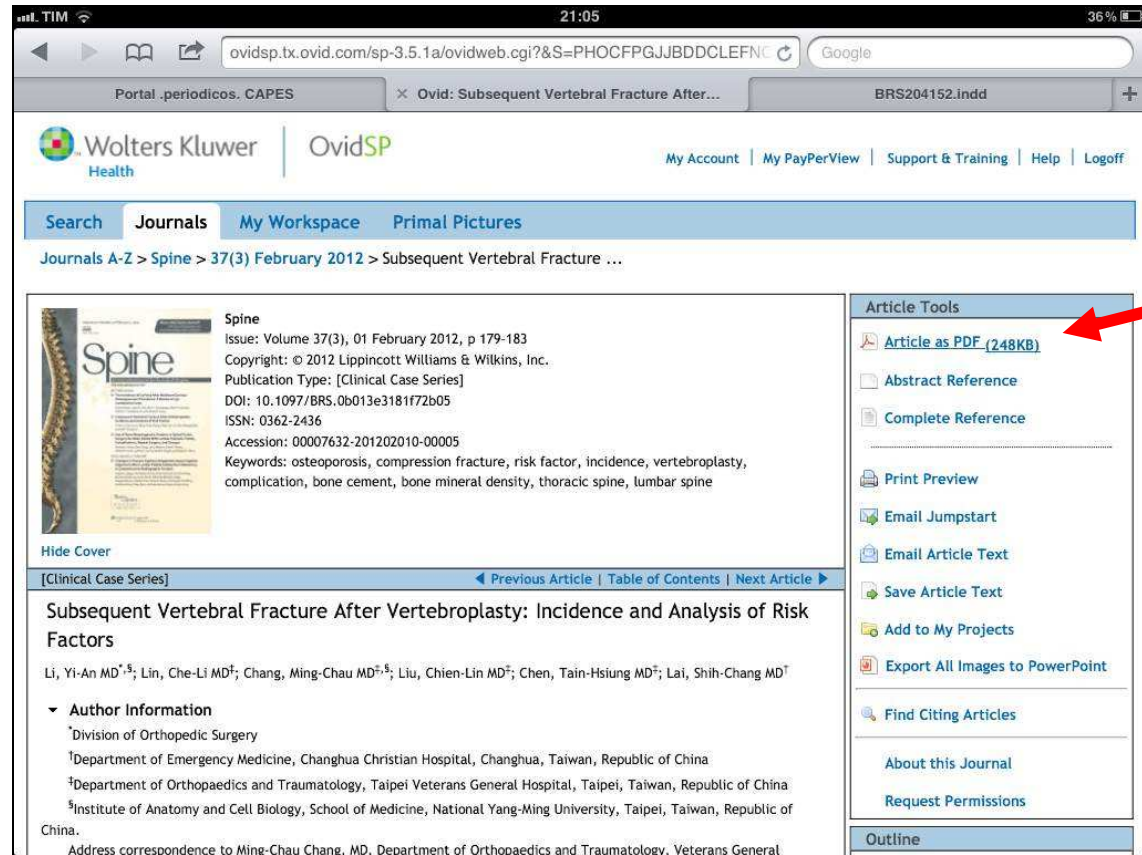 TIM 21:05 36%
ovidsp.tx.ovid.com/sp-3.5.1a/ovidweb.cgi?&S=PHOCFPGJJBDDCLEFN Google
Portal .periodicos. CAPES × Ovid: Subsequent Vertebral Fracture After... BRS204152.indd +
Wolters Kluwer
Health
OvidSP
My Account | My PayPerView | Support & Training | Help | Logoff
Search Journals My Workspace Primal Pictures
Journals A-Z > Spine > 37(3) February 2012 > Subsequent Vertebral Fracture ...
Spine
Hide Cover
Spine
Issue: Volume 37(3), 01 February 2012, p 179-183
Copyright: © 2012 Lippincott Williams & Wilkins, Inc.
Publication Type: [Clinical Case Series]
DOI: 10.1097/BRS.0b013e3181f72b05
ISSN: 0362-2436
Accession: 00007632-201202010-00005
Keywords: osteoporosis, compression fracture, risk factor, incidence, vertebroplasty,
complication, bone cement, bone mineral density, thoracic spine, lumbar spine
[Clinical Case Series] ◀ Previous Article | Table of Contents | Next Article ▶
Subsequent Vertebral Fracture After Vertebroplasty: Incidence and Analysis of Risk
Factors
Li, Yi-An MD*,§; Lin, Che-Li MD‡; Chang, Ming-Chau MD‡,§; Liu, Chien-Lin MD‡; Chen, Tain-Hsiung MD‡; Lai, Shih-Chang MD†
Author Information
*Division of Orthopedic Surgery
†Department of Emergency Medicine, Changhua Christian Hospital, Changhua, Taiwan, Republic of China
‡Department of Orthopaedics and Traumatology, Taipei Veterans General Hospital, Taipei, Taiwan, Republic of China
§Institute of Anatomy and Cell Biology, School of Medicine, National Yang-Ming University, Taipei, Taiwan, Republic of
China.
Address correspondence to Ming-Chau Chang, MD, Department of Orthopaedics and Traumatology, Veterans General
Article Tools
Article as PDF (248KB)
Abstract Reference
Complete Reference
Print Preview
Email Jumpstart
Email Article Text
Save Article Text
Add to My Projects
Export All Images to PowerPoint
Find Citing Articles
About this Journal
Request Permissions
Outline